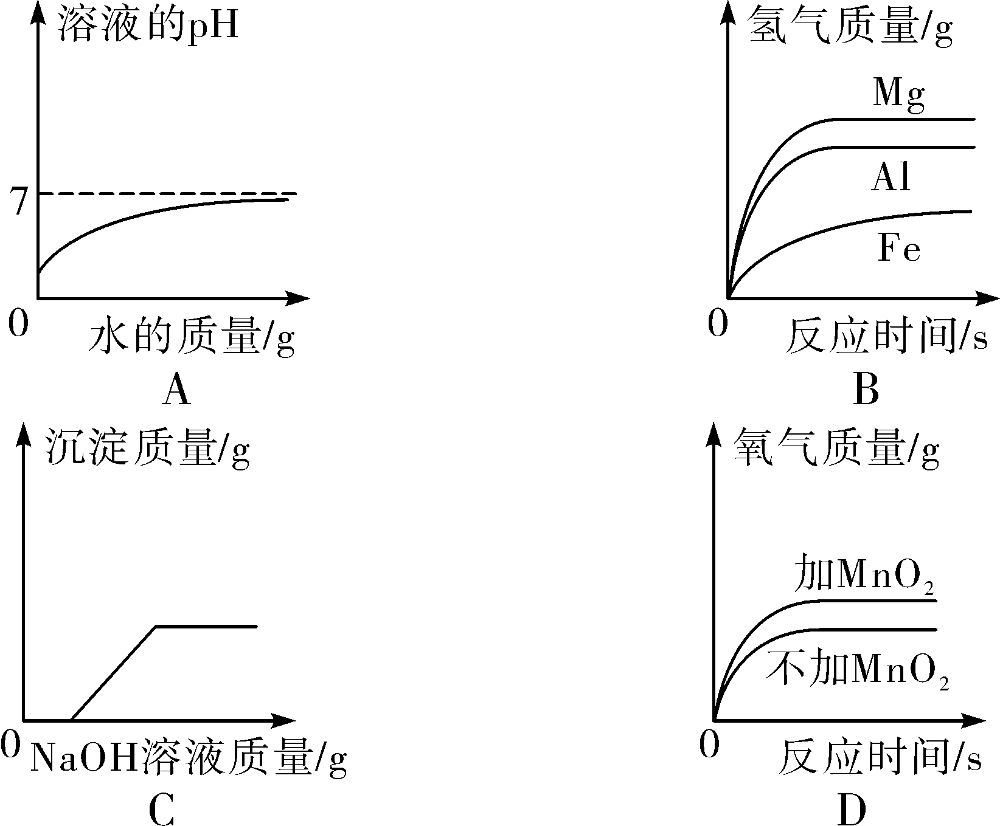 溶液的pH
7
0
水的质量/g
A
氢气质量/g
Mg
Al
Fe
0
反应时间/s
B
沉淀质量/g
0
NaOH溶液质量/g
C
氧气质量/g
加MnO₂
不加MnO₂
0
反应时间/s
D